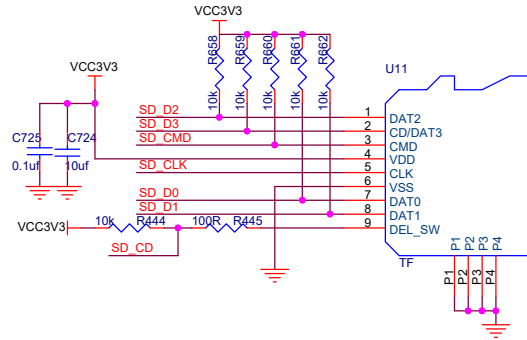 VCC3V3
R658
R659
R660
R661
R662
10k
10k
10k
10k
10k
VCC3V3
U11
C725
C724
0.1uf
10uf
SD_D2
SD_D3
SD_CMD
SD_CLK
SD_D0
SD_D1
1 DAT2
2 CD/DAT3
3 CMD
4 VDD
5 CLK
6 VSS
7 DAT0
8 DAT1
9 DEL_SW
VCC3V3
10k R444
100R R445
SD_CD
TF
P1
P2
P3
P4
P1
P2
P3
P4